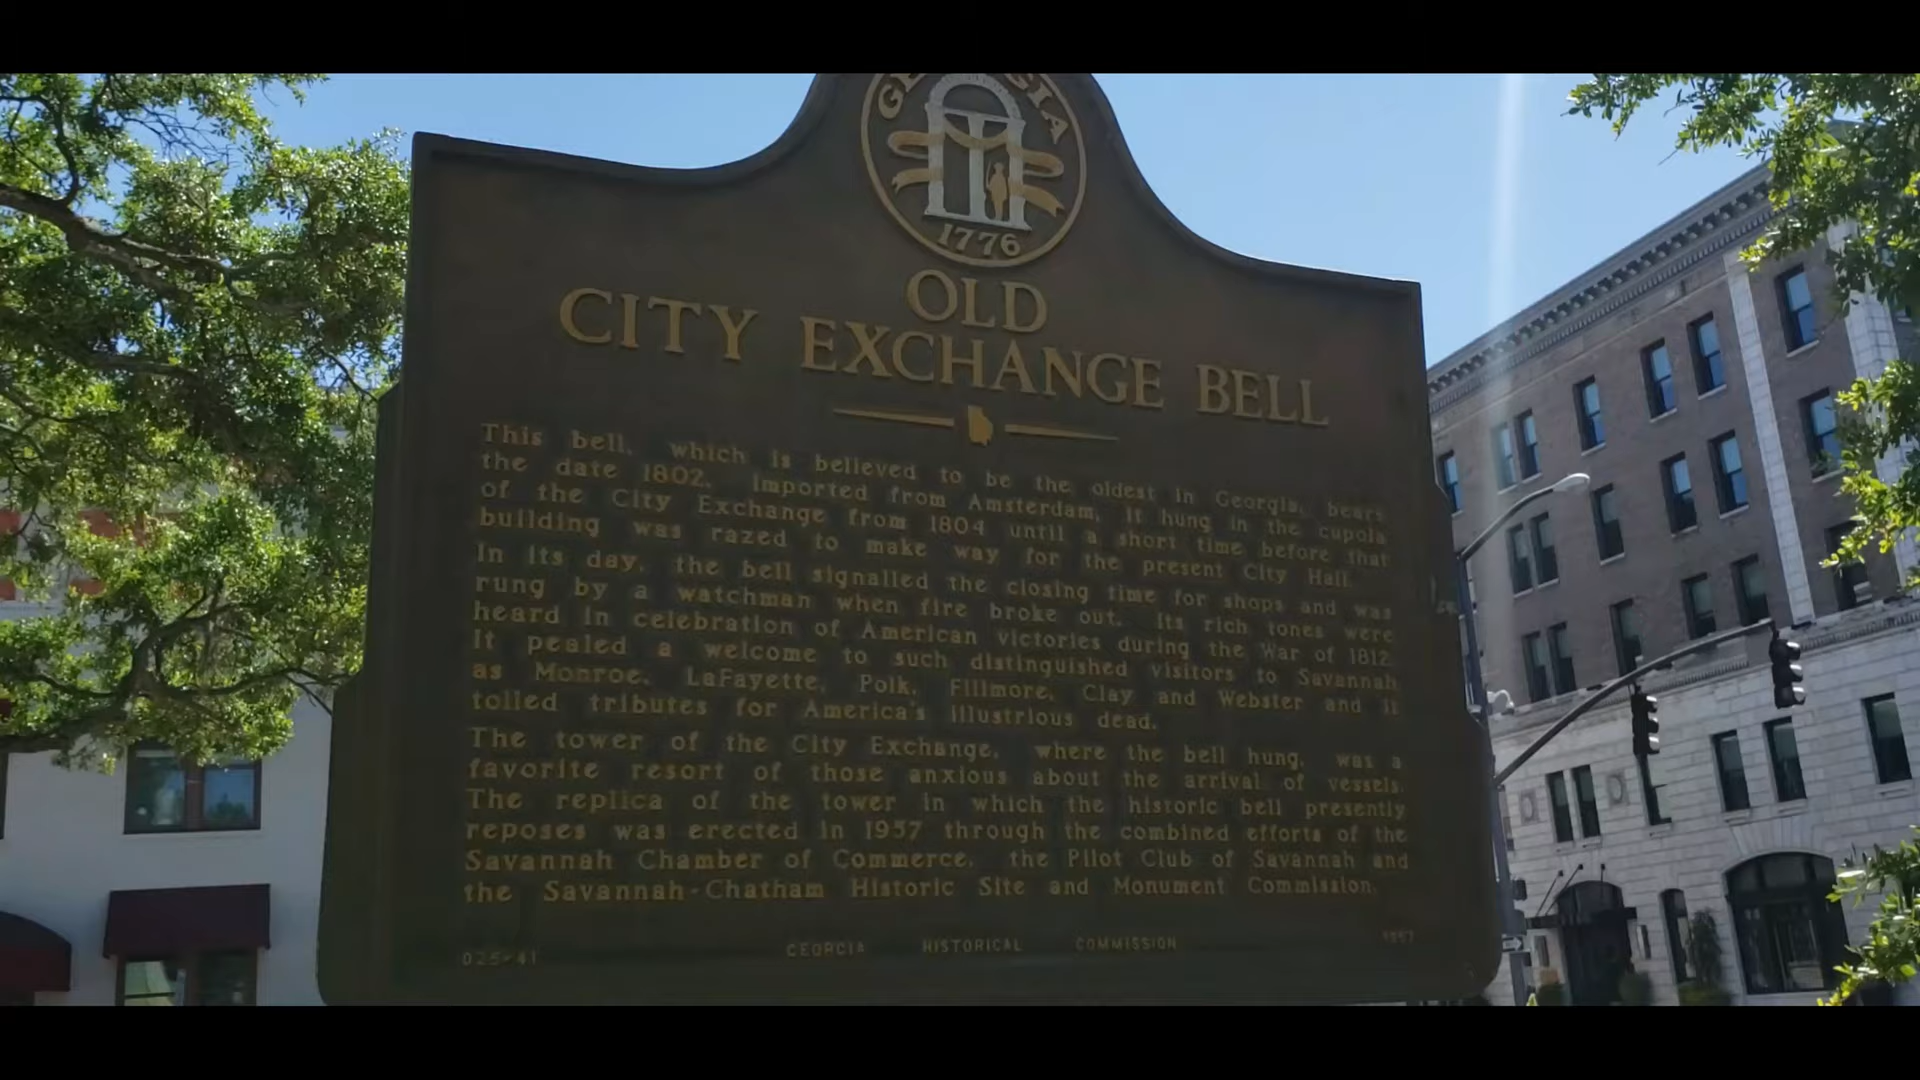 GEORGIA
1776
OLD
CITY EXCHANGE BELL
This bell, which is believed to be the oldest in Georgia, bears
the date 1802. Imported from Amsterdam, it hung in the cupola
of the City Exchange from 1804 until a short time before that
building was razed to make way for the present City Hall.
In its day, the bell signalled the closing time for shops and was
rung by a watchman when fire broke out. Its rich tones were
heard in celebration of American victories during the War of 1812.
It pealed a welcome to such distinguished visitors to Savannah
as Monroe, LaFayette, Polk, Fillmore, Clay and Webster and it
tolled tributes for America's illustrious dead.
The tower of the City Exchange, where the bell hung, was a
favorite resort of those anxious about the arrival of vessels.
The replica of the tower in which the historic bell presently
reposes was erected in 1957 through the combined efforts of the
Savannah Chamber of Commerce, the Pilot Club of Savannah and
the Savannah-Chatham Historic Site and Monument Commission.
025-41 GEORGIA HISTORICAL COMMISSION 1957